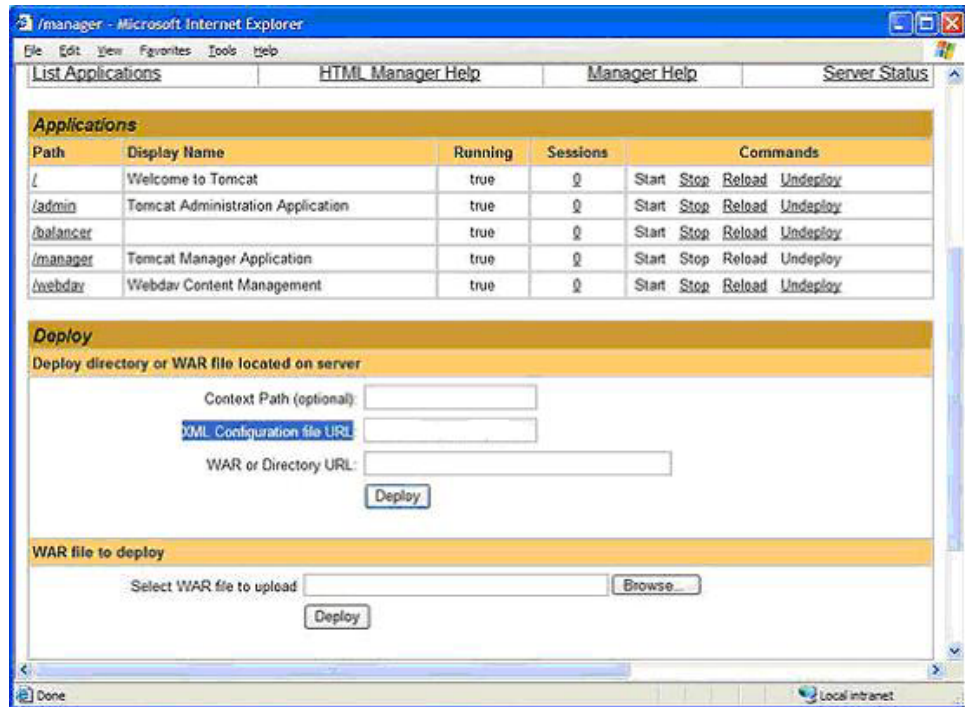 /manager - Microsoft Internet Explorer
File Edit View Favorites Tools Help
List Applications HTML Manager Help Manager Help Server Status
Applications
Path Display Name Running Sessions Commands
/ Welcome to Tomcat true 0 Start Stop Reload Undeploy
/admin Tomcat Administration Application true 0 Start Stop Reload Undeploy
/balancer true 0 Start Stop Reload Undeploy
/manager Tomcat Manager Application true 0 Start Stop Reload Undeploy
/webdav Webdav Content Management true 0 Start Stop Reload Undeploy
Deploy
Deploy directory or WAR file located on server
Context Path (optional):
XML Configuration file URL:
WAR or Directory URL:
Deploy
WAR file to deploy
Select WAR file to upload Browse...
Deploy
Done Local intranet